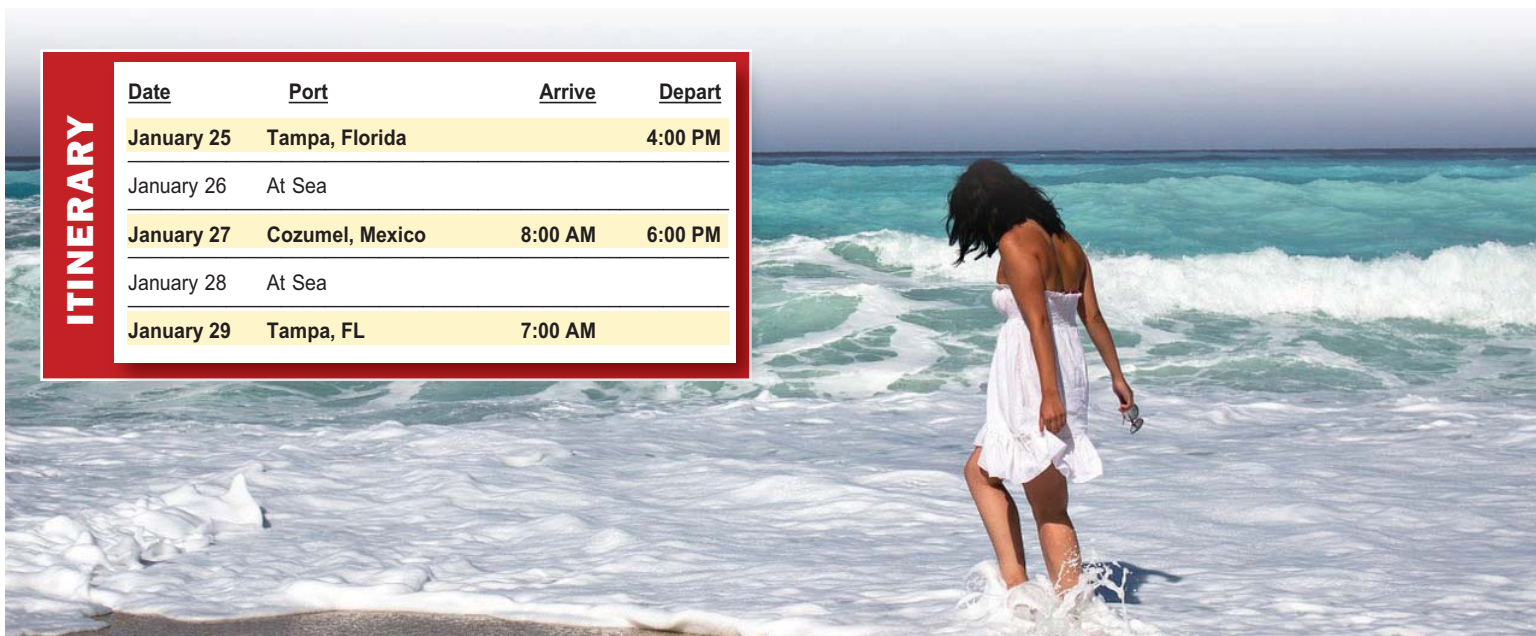 ITINERARY
Date Port Arrive Depart
January 25 Tampa, Florida 4:00 PM
January 26 At Sea
January 27 Cozumel, Mexico 8:00 AM 6:00 PM
January 28 At Sea
January 29 Tampa, FL 7:00 AM